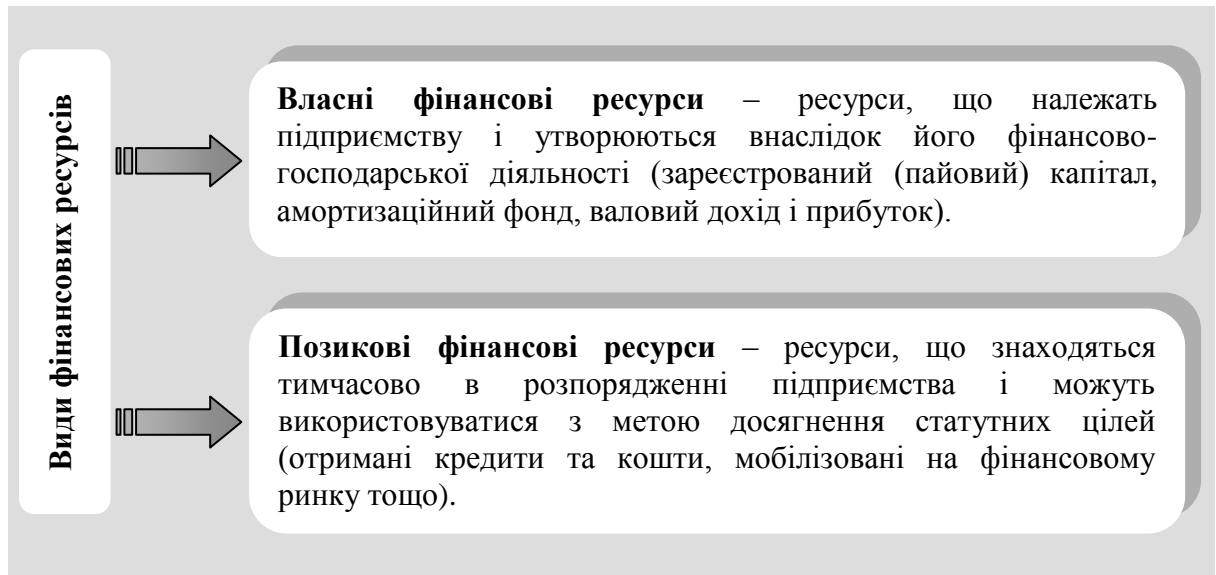 Види фінансових ресурсів
Власні фінансові ресурси – ресурси, що належать
підприємству і утворюються внаслідок його фінансово-
господарської діяльності (зареєстрований (пайовий) капітал,
амортизаційний фонд, валовий дохід і прибуток).
Позикові фінансові ресурси – ресурси, що знаходяться
тимчасово в розпорядженні підприємства і можуть
використовуватися з метою досягнення статутних цілей
(отримані кредити та кошти, мобілізовані на фінансовому
ринку тощо).